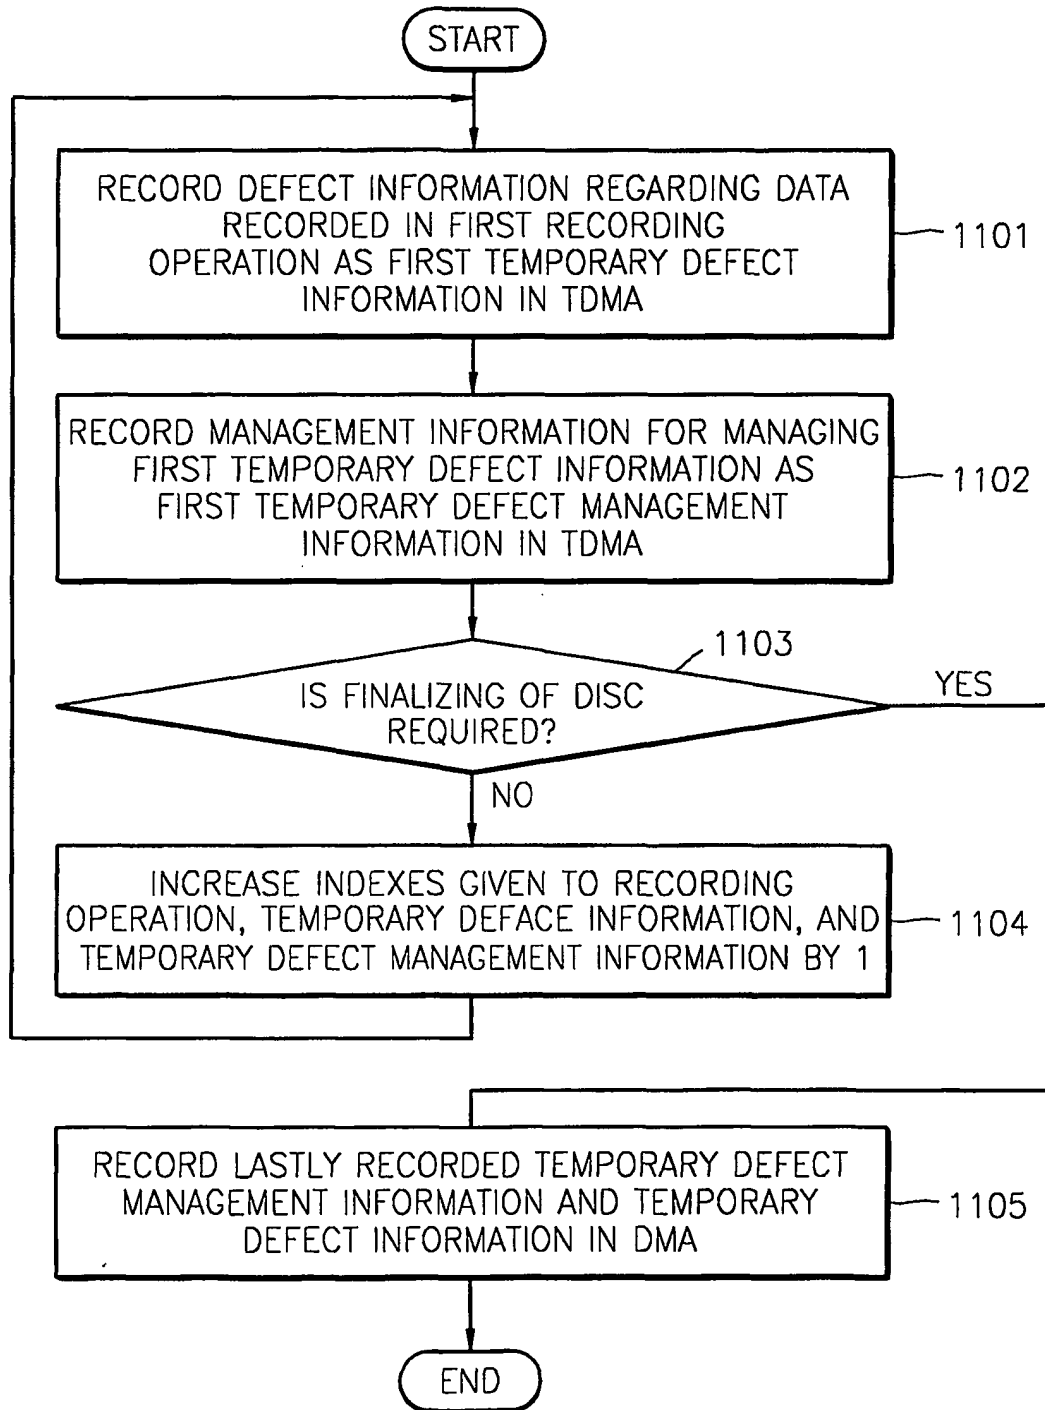 START
RECORD DEFECT INFORMATION REGARDING DATA
RECORDED IN FIRST RECORDING
OPERATION AS FIRST TEMPORARY DEFECT
INFORMATION IN TDMA
1101
RECORD MANAGEMENT INFORMATION FOR MANAGING
FIRST TEMPORARY DEFECT INFORMATION AS
FIRST TEMPORARY DEFECT MANAGEMENT
INFORMATION IN TDMA
1102
1103
IS FINALIZING OF DISC
REQUIRED?
YES
NO
INCREASE INDEXES GIVEN TO RECORDING
OPERATION, TEMPORARY DEFACE INFORMATION, AND
TEMPORARY DEFECT MANAGEMENT INFORMATION BY 1
1104
RECORD LASTLY RECORDED TEMPORARY DEFECT
MANAGEMENT INFORMATION AND TEMPORARY
DEFECT INFORMATION IN DMA
1105
END